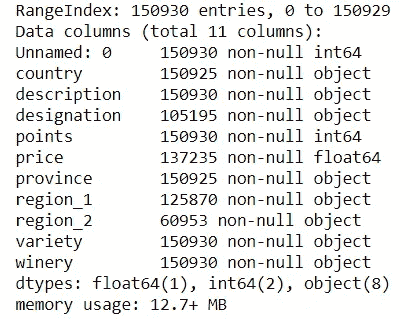 RangeIndex: 150930 entries, 0 to 150929
Data columns (total 11 columns):
Unnamed: 0 150930 non-null int64
country 150925 non-null object
description 150930 non-null object
designation 105195 non-null object
points 150930 non-null int64
price 137235 non-null float64
province 150925 non-null object
region_1 125870 non-null object
region_2 60953 non-null object
variety 150930 non-null object
winery 150930 non-null object
dtypes: float64(1), int64(2), object(8)
memory usage: 12.7+ MB